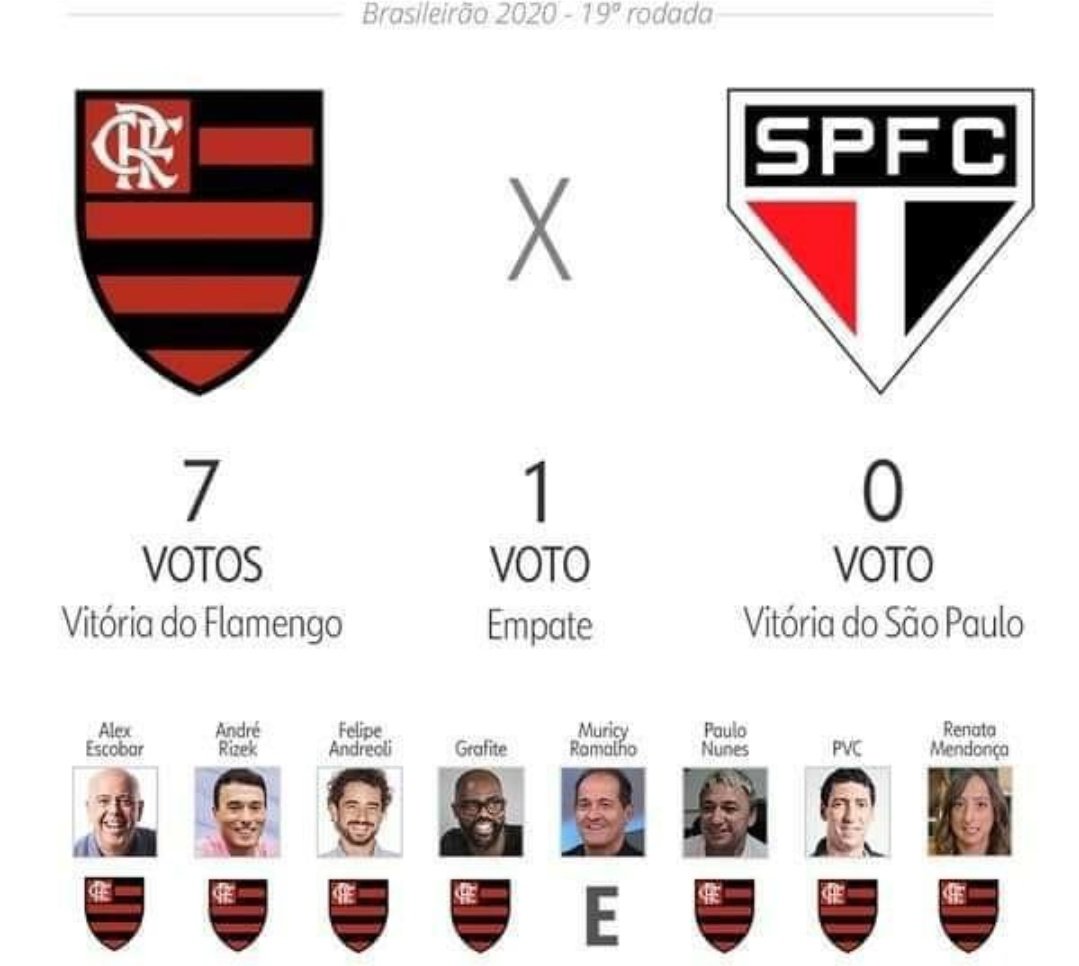 Brasileirão 2020 - 19ª rodada
X
SPFC
7
1
0
VOTOS
VOTO
VOTO
Vitória do Flamengo
Empate
Vitória do São Paulo
Alex
Escobar
André
Rizek
Felipe
Andreoli
Grafite
Muricy
Ramalho
Paulo
Nunes
PVC
Renata
Mendonça
E